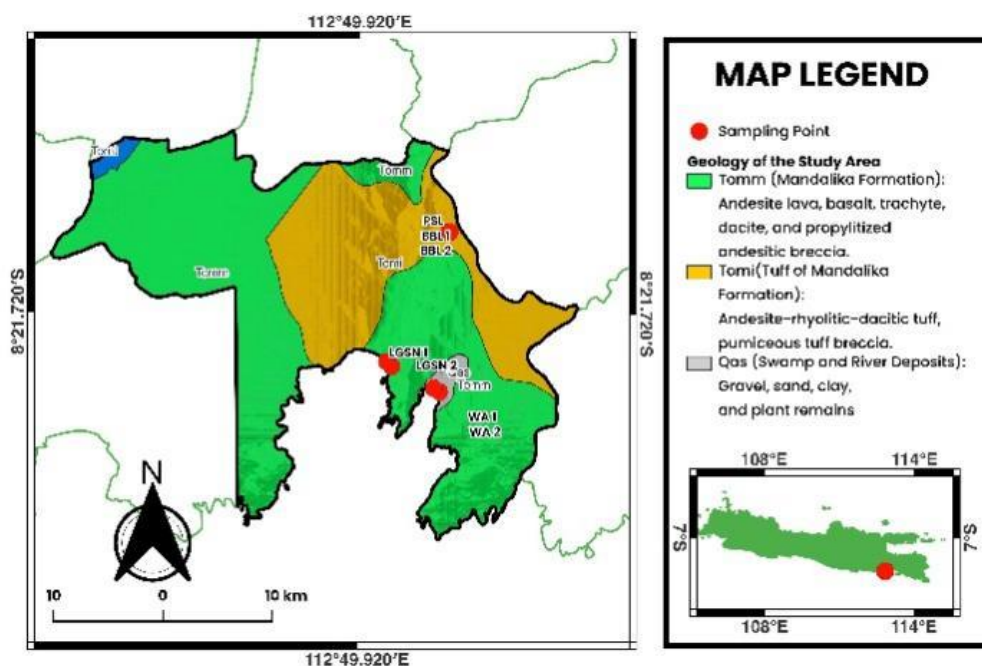 112°49.920'E
8°21.720'S
8°21.720'S
Tomi
Tomm
Tomm
PSL
BBL 1
BBL 2
Tomi
LGSN 1
LGSN 2
Qas
Tomm
WA 1
WA 2
N
10 0 10 km
112°49.920'E
MAP LEGEND
Sampling Point
Geology of the Study Area
Tomm (Mandalika Formation):
Andesite lava, basalt, trachyte,
dacite, and propylitized
andesitic breccia.
Tomi(Tuff of Mandalika
Formation):
Andesite-rhyolitic-dacitic tuff,
pumiceous tuff breccia.
Qas (Swamp and River Deposits):
Gravel, sand, clay,
and plant remains
108°E 114°E
7°S
7°S
108°E 114°E